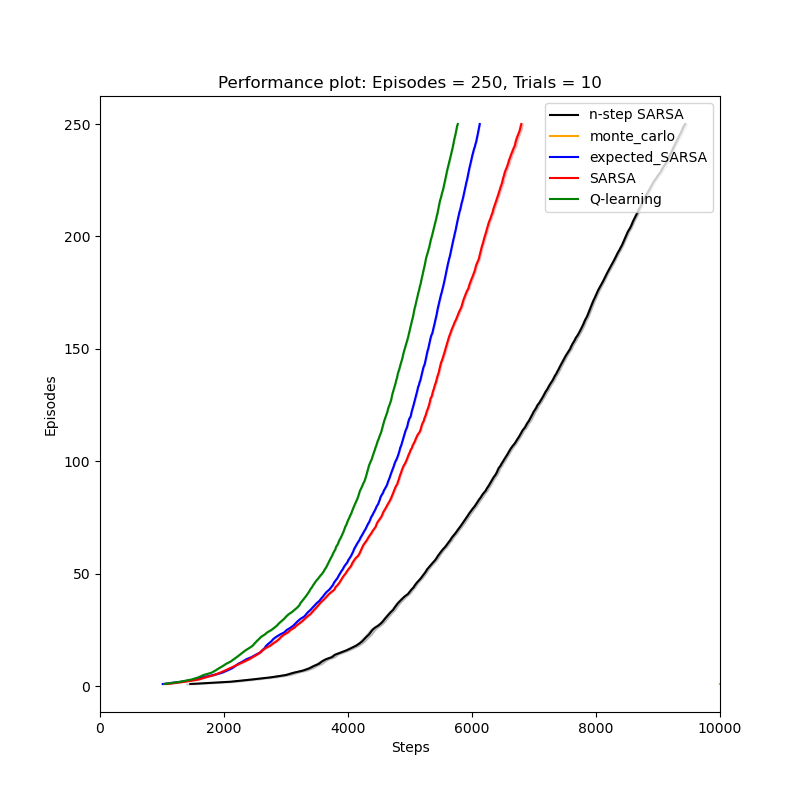 Performance plot: Episodes = 250, Trials = 10
n-step SARSA
monte_carlo
expected_SARSA
SARSA
Q-learning
250
200
150
100
50
0
Episodes
0 2000 4000 6000 8000 10000
Steps